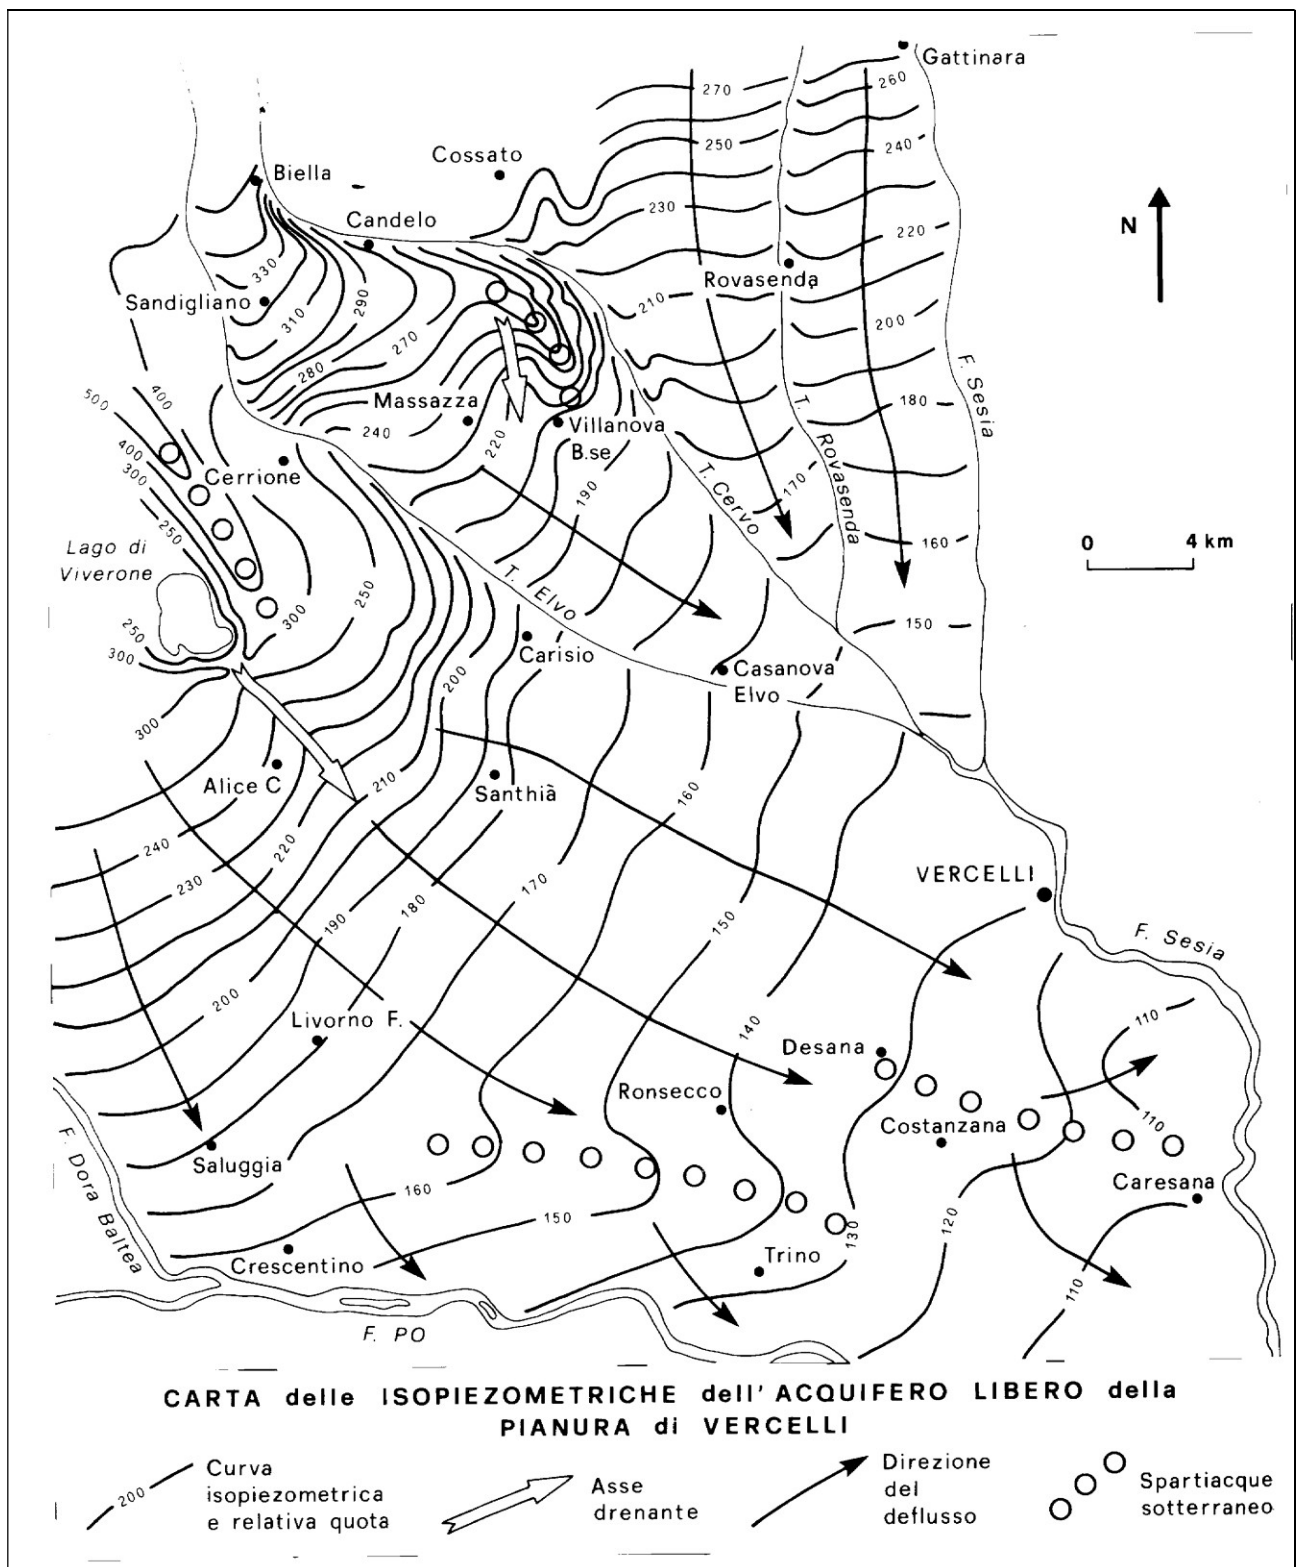 Gattinara
270
260
250
240
Cossato
Biella
230
Candelo
220
330
Rovasenda
Sandigliano
290
210
310
200
270
F. Sesia
280
400
500
Massazza
180
T. Rovasenda
Villanova
B.se
240
220
400
300
Cerrione
T. Cervo
170
190
250
160
Lago di
Viverone
N
0 4 km
T. Elvo
250
300
150
250
300
Carisio
Casanova
Elvo
200
300
Alice C
210
Santhià
160
240
220
VERCELLI
230
170
180
190
150
F. Sesia
200
Livorno F.
110
140
Desana
Ronsecco
Costanzana
110
Saluggia
Caresana
F. Dora Baltea
160
150
130
120
Crescentino
Trino
110
F. PO
CARTA delle ISOPIEZOMETRICHE dell' ACQUIFERO LIBERO della
PIANURA di VERCELLI
200
Curva
isopiezometrica
e relativa quota
Asse
drenante
Direzione
del
deflusso
Spartiacque
sotterraneo